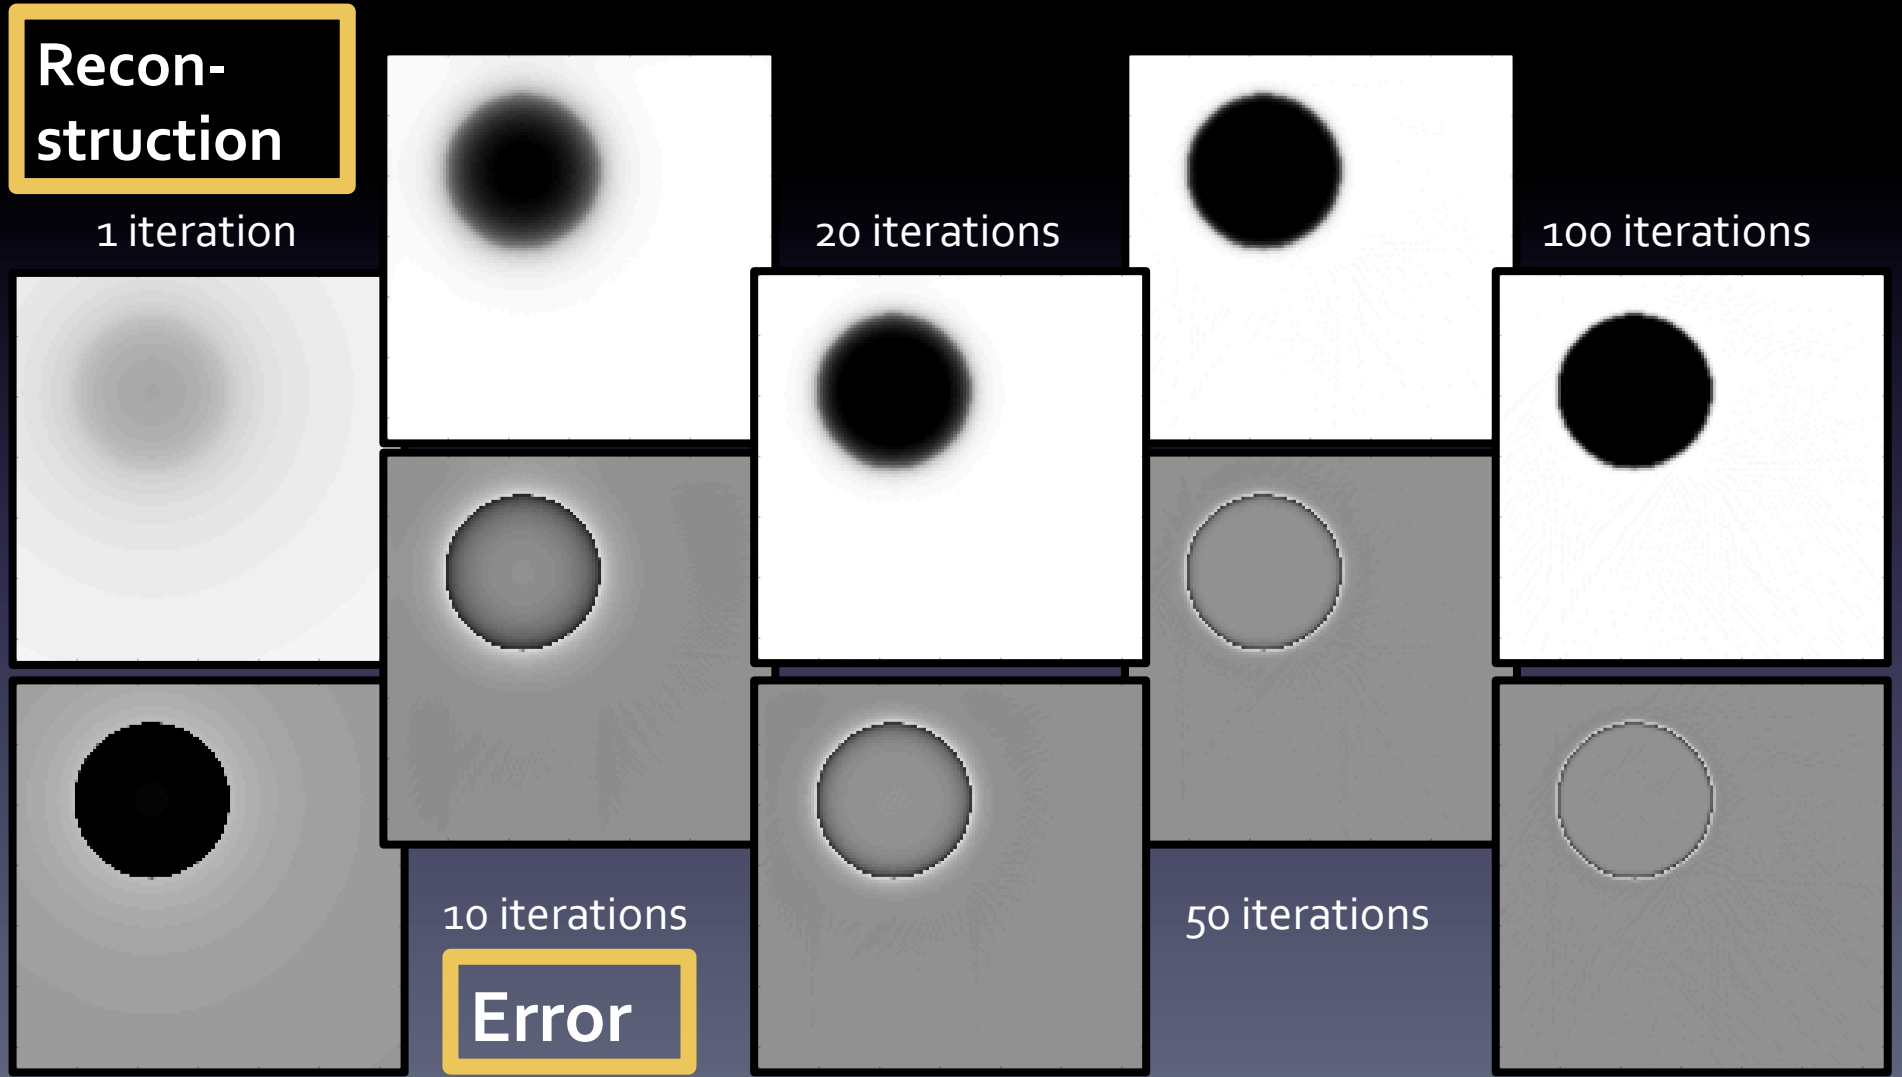 Recon-
struction
1 iteration
20 iterations
100 iterations
10 iterations
50 iterations
Error